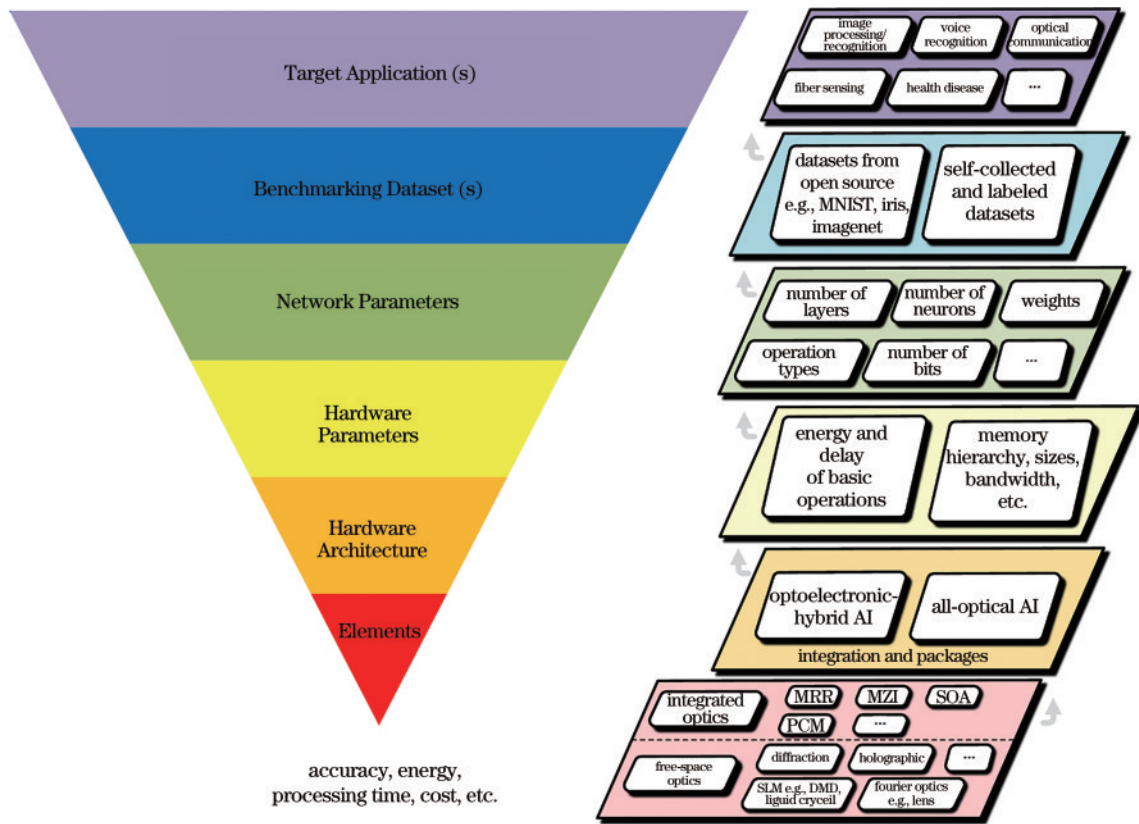 Target Application (s)
Benchmarking Dataset (s)
Network Parameters
Hardware
Parameters
Hardware
Architecture
Elements
accuracy, energy,
processing time, cost, etc.
image
processing/
recognition
voice
recognition
optical
communication
fiber sensing
health disease
...
datasets from
open source
e.g., MNIST, iris,
imagenet
self-collected
and labeled
datasets
number of
layers
number of
neurons
weights
operation
types
number of
bits
...
energy and
delay
of basic
operations
memory
hierarchy, sizes,
bandwidth,
etc.
optoelectronic-
hybrid AI
all-optical AI
integration and packages
integrated
optics
MRR
MZI
SOA
PCM
...
free-space
optics
diffraction
holographic
...
SLM e.g., DMD,
liguid cryceil
fourier optics
e.g., lens